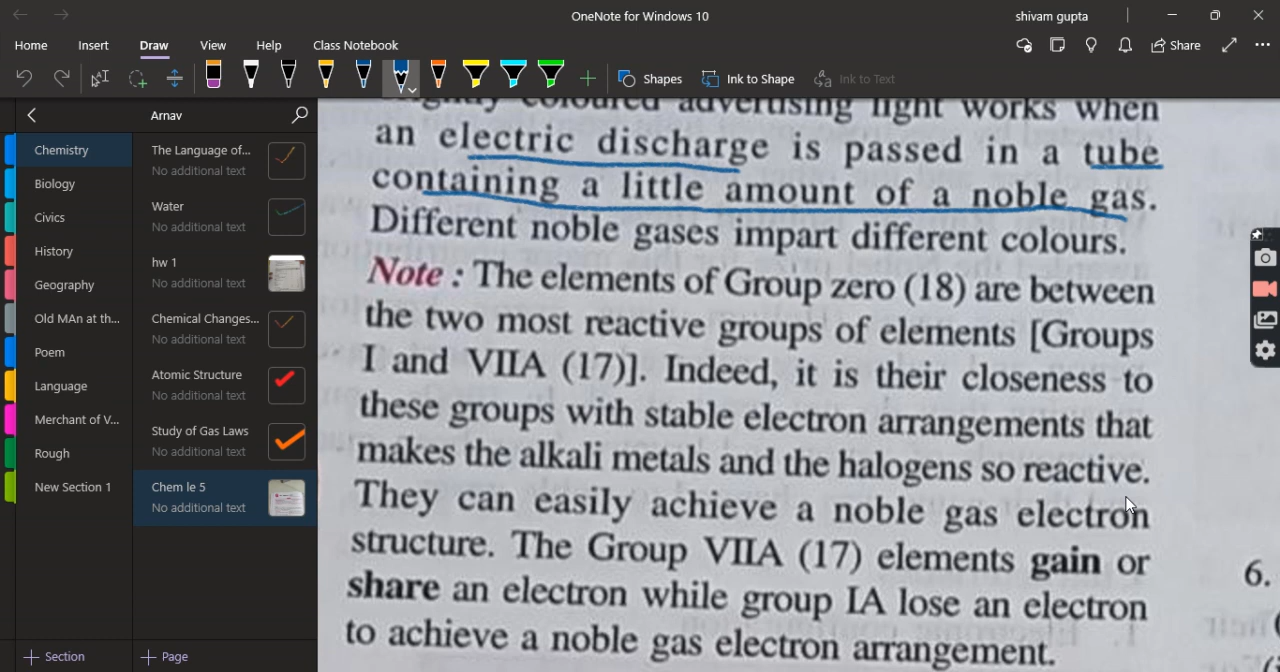 OneNote for Windows 10
shivam gupta
Home Insert Draw View Help Class Notebook
Share
Shapes
Ink to Shape
Ink to Text
Arnav
Chemistry
Biology
Civics
History
Geography
Old MAn at th...
Poem
Language
Merchant of V...
Rough
New Section 1
Section
The Language of...
No additional text
Water
No additional text
hw 1
No additional text
Chemical Changes...
No additional text
Atomic Structure
No additional text
Study of Gas Laws
No additional text
Chem le 5
No additional text
Page
coloured advertising light works when
an electric discharge is passed in a tube
containing a little amount of a noble gas.
Different noble gases impart different colours.
Note : The elements of Group zero (18) are between
the two most reactive groups of elements [Groups
I and VIIA (17)]. Indeed, it is their closeness to
these groups with stable electron arrangements that
makes the alkali metals and the halogens so reactive.
They can easily achieve a noble gas electron
structure. The Group VIIA (17) elements gain or
share an electron while group IA lose an electron
to achieve a noble gas electron arrangement.
6.